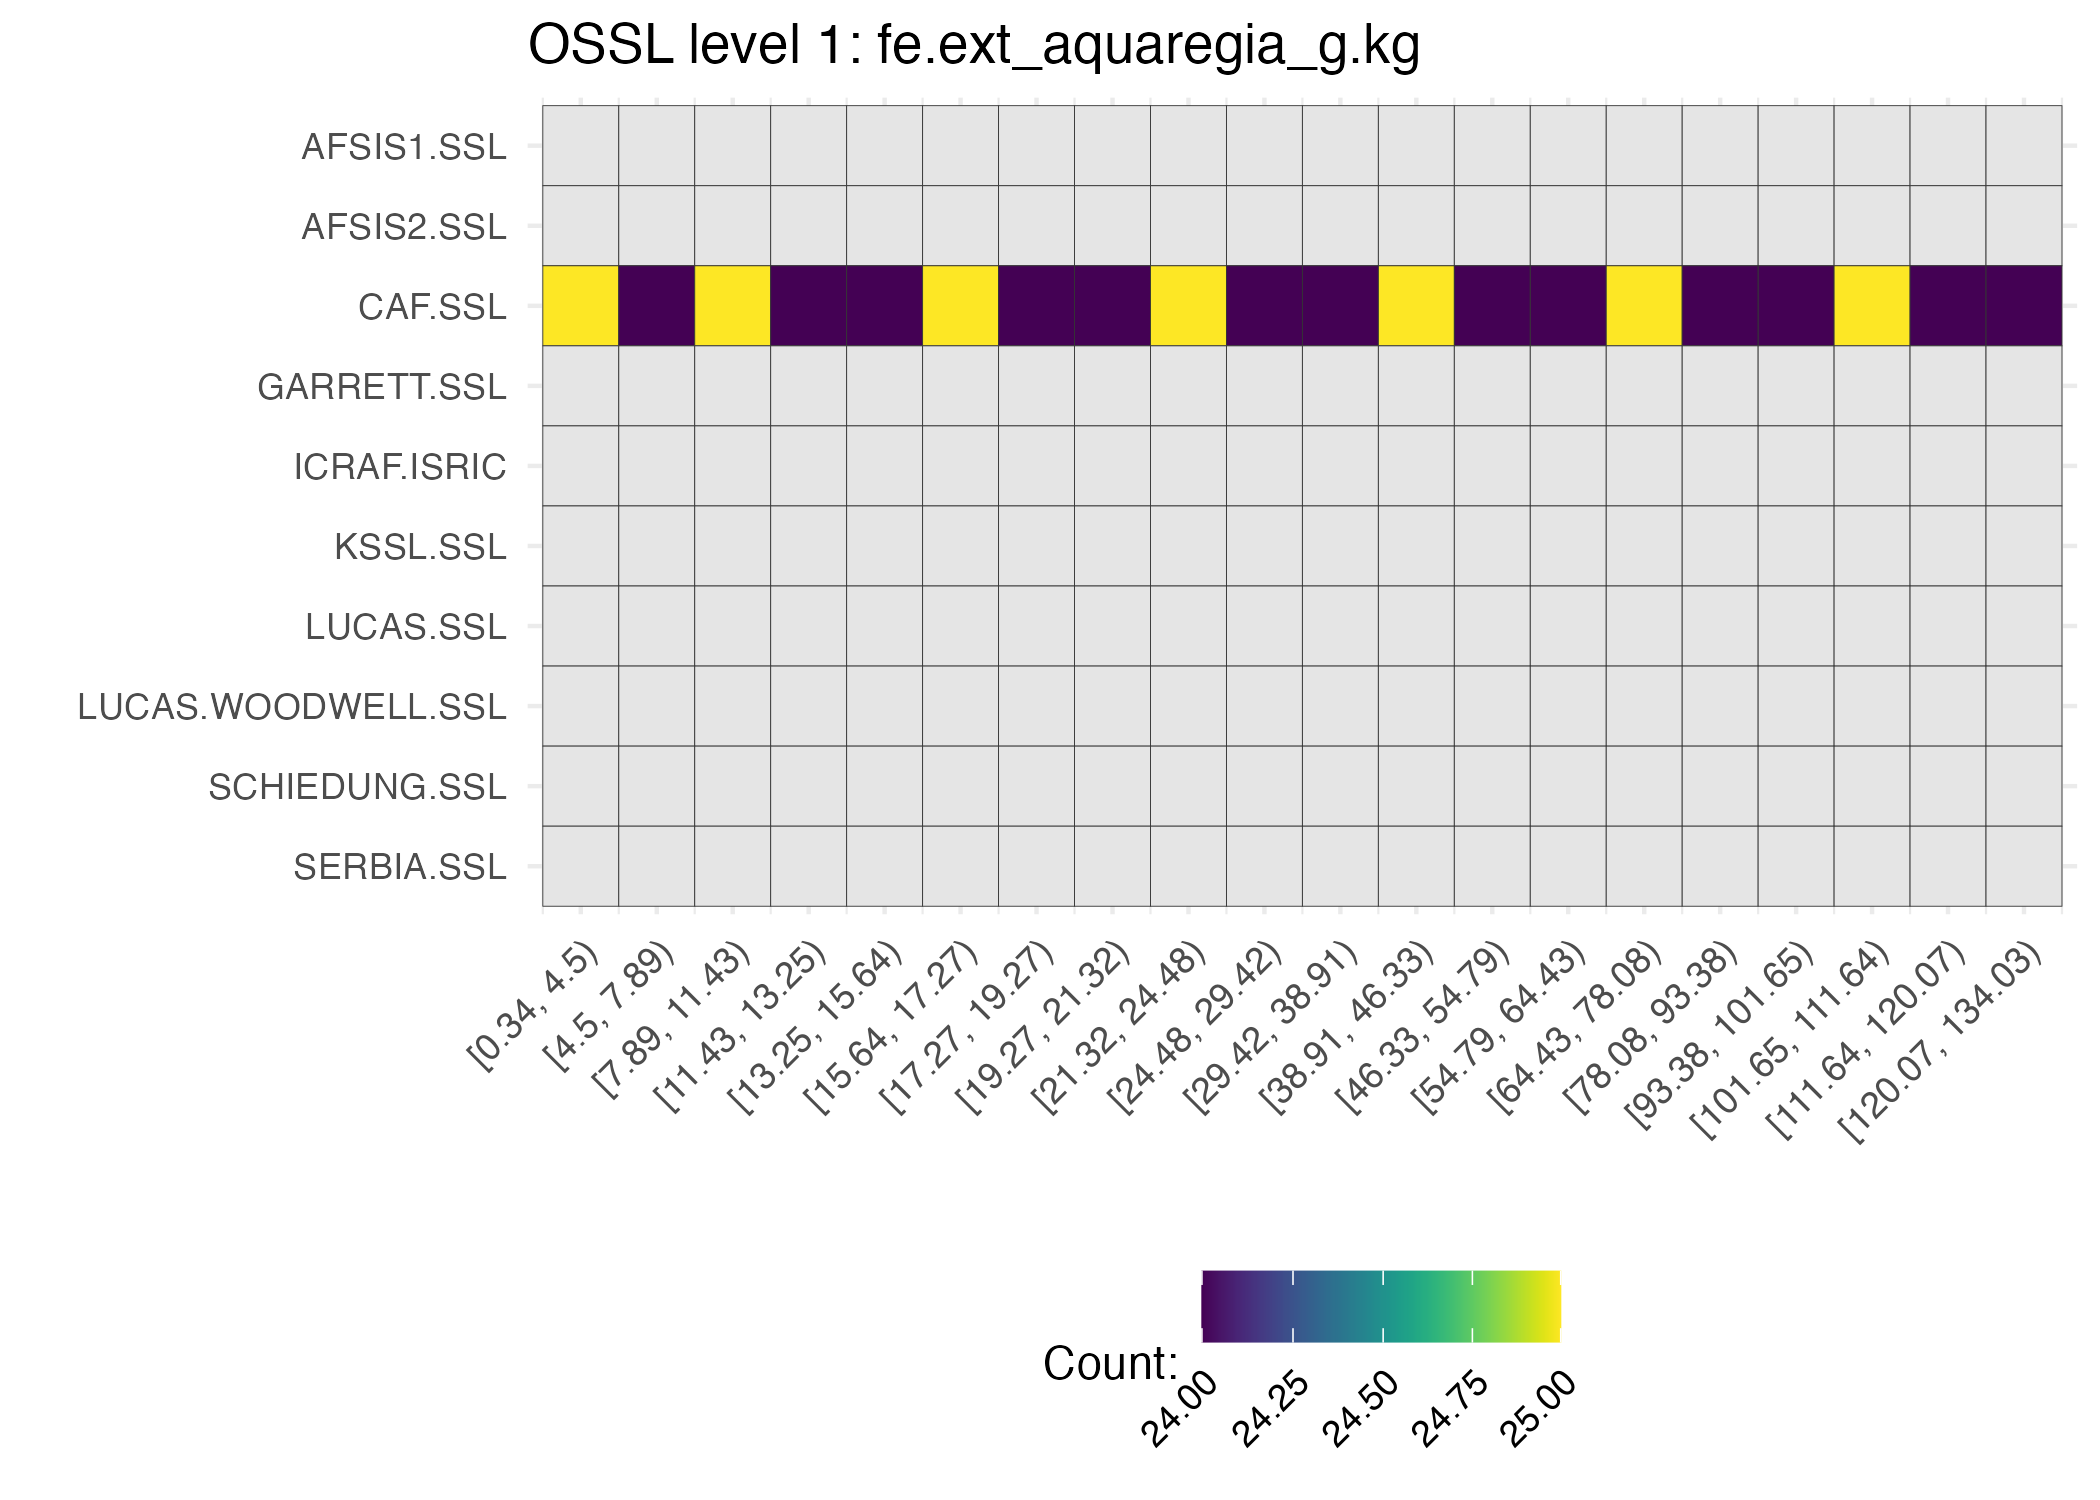 OSSL level 1: fe.ext_aquaregia_g.kg
AFSIS1.SSL
AFSIS2.SSL
CAF.SSL
GARRETT.SSL
ICRAF.ISRIC
KSSL.SSL
LUCAS.SSL
LUCAS.WOODWELL.SSL
SCHIEDUNG.SSL
SERBIA.SSL
[0.34, 4.5)
[4.5, 7.89)
[7.89, 11.43)
[11.43, 13.25)
[13.25, 15.64)
[15.64, 17.27)
[17.27, 19.27)
[19.27, 21.32)
[21.32, 24.48)
[24.48, 29.42)
[29.42, 38.91)
[38.91, 46.33)
[46.33, 54.79)
[54.79, 64.43)
[64.43, 78.08)
[78.08, 93.38)
[93.38, 101.65)
[101.65, 111.64)
[111.64, 120.07)
[120.07, 134.03)
Count:
24.00
24.25
24.50
24.75
25.00